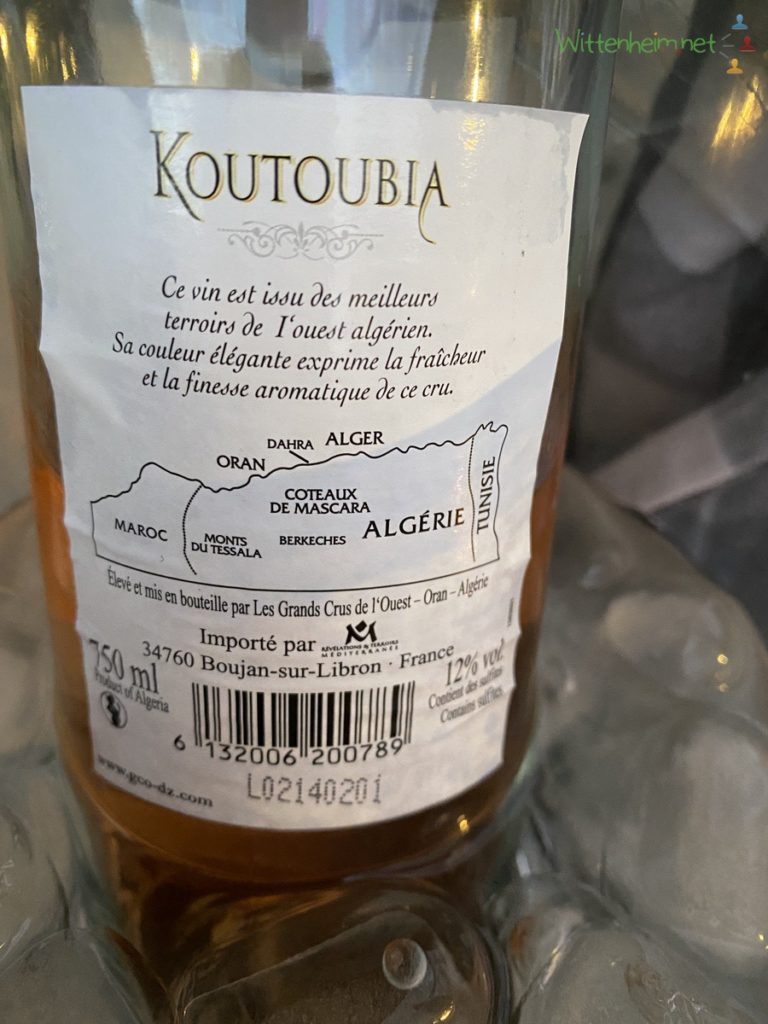 Wittenheim.net
KOUTOUBIA
Ce vin est issu des meilleurs
terroirs de l'ouest algérien.
Sa couleur élégante exprime la fraîcheur
et la finesse aromatique de ce cru.
DAHRA ALGER
ORAN
COTEAUX
DE MASCARA
MAROC
MONTS
DU TESSALA
BERKECHES
ALGÉRIE
TUNISIE
Élevé et mis en bouteille par Les Grands Crus de l'Ouest – Oran – Algérie
Importé par
RÉVÉLATIONS & TERROIRS
MÉDITERRANÉE
34760 Boujan-sur-Libron · France
750 ml
Product of Algeria
12% vol.
Contient des sulfites
Contains sulfites
6 132006 200789
www.gco-dz.com
L02140201